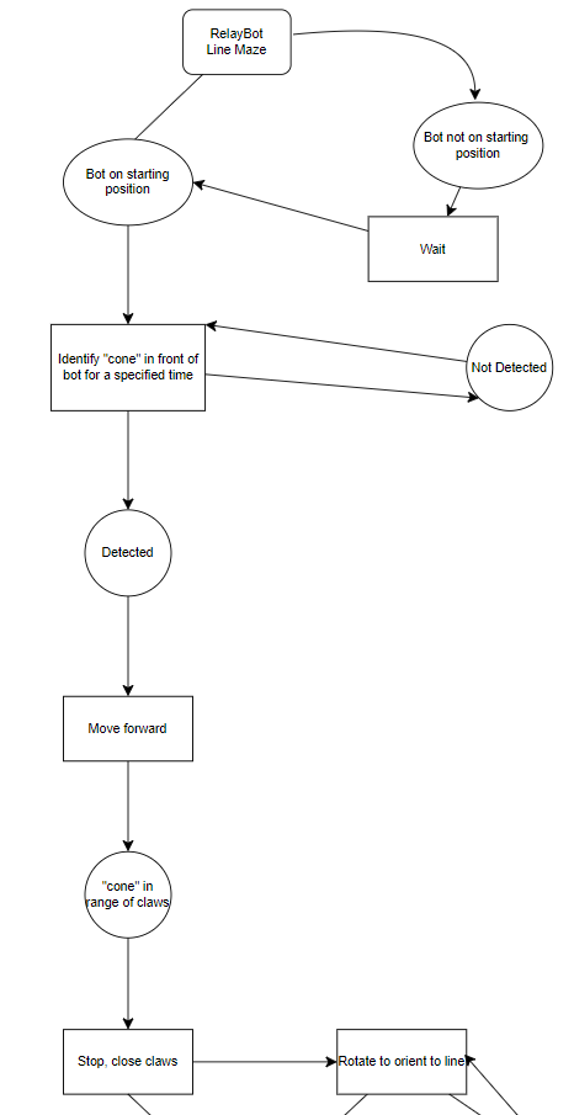 RelayBot
Line Maze
Bot not on starting
position
Bot on starting
position
Wait
Identify "cone" in front of
bot for a specified time
Not Detected
Detected
Move forward
"cone" in
range of claws
Stop, close claws
Rotate to orient to line